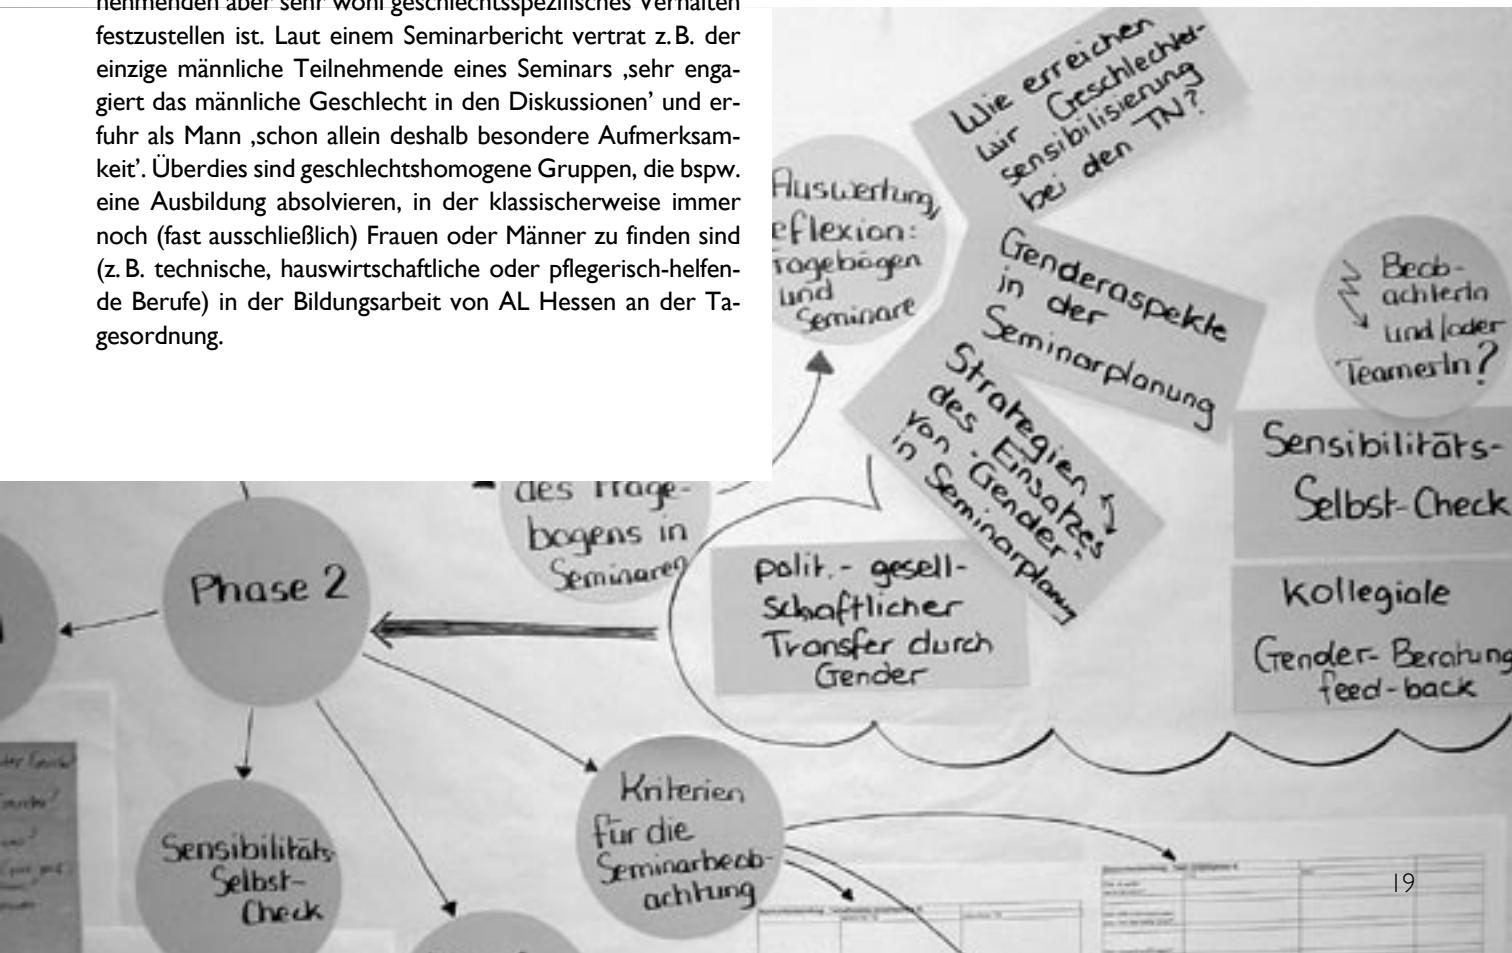 nehmenden aber sehr wohl geschlechtsspezifisches Verhalten
festzustellen ist. Laut einem Seminarbericht vertrat z. B. der
einzige männliche Teilnehmende eines Seminars ‚sehr enga-
giert das männliche Geschlecht in den Diskussionen’ und er-
fuhr als Mann ‚schon allein deshalb besondere Aufmerksam-
keit’. Überdies sind geschlechtshomogene Gruppen, die bspw.
eine Ausbildung absolvieren, in der klassischerweise immer
noch (fast ausschließlich) Frauen oder Männer zu finden sind
(z. B. technische, hauswirtschaftliche oder pflegerisch-helfen-
de Berufe) in der Bildungsarbeit von AL Hessen an der Ta-
gesordnung.
Wie erreichen
wir Geschlechter-
sensibilisierung
bei den TN?
Auswertung,
eflexion:
ragebögen
und
Seminare
Genderaspekte
in der
Seminarplanung
Strategien
des Einsatzes
von "Gender"
in Seminarplanung
Beob-
achterIn
und/oder
TeamerIn?
Sensibilitäts-
Selbst-Check
Kollegiale
Gender-Beratung
feed-back
des Frage-
bogens in
Seminaren
polit.- gesell-
schaftlicher
Transfer durch
Gender
Phase 2
Sensibilitäts-
Selbst-
Check
Kriterien
für die
Seminarbeob-
achtung
19